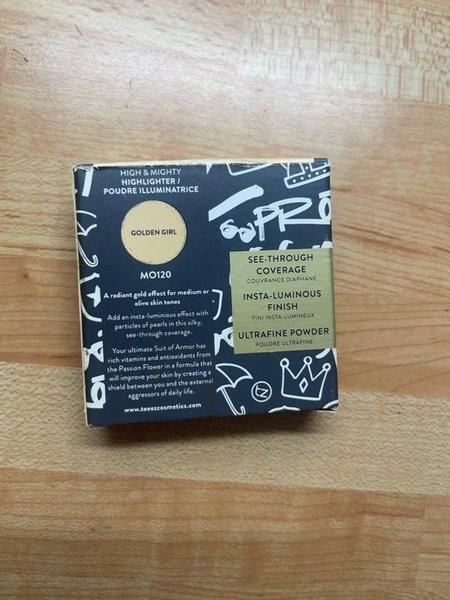 HIGH & MIGHTY
HIGHLIGHTER /
POUDRE ILLUMINATRICE
GOLDEN GIRL
MO120
A radiant gold effect for medium or
olive skin tones
Add an insta-luminous effect with
particles of pearls in this silky,
see-through coverage.
Your ultimate Suit of Armor has
rich vitamins and antioxidants from
the Passion Flower in a formula that
will improve your skin by creating a
shield between you and the external
aggressors of daily life.
www.teeezcosmetics.com
SEE-THROUGH
COVERAGE
COUVRANCE DIAPHANE
INSTA-LUMINOUS
FINISH
FINI INSTA-LUMINEUX
ULTRAFINE POWDER
POUDRE ULTRAFINE
TZ